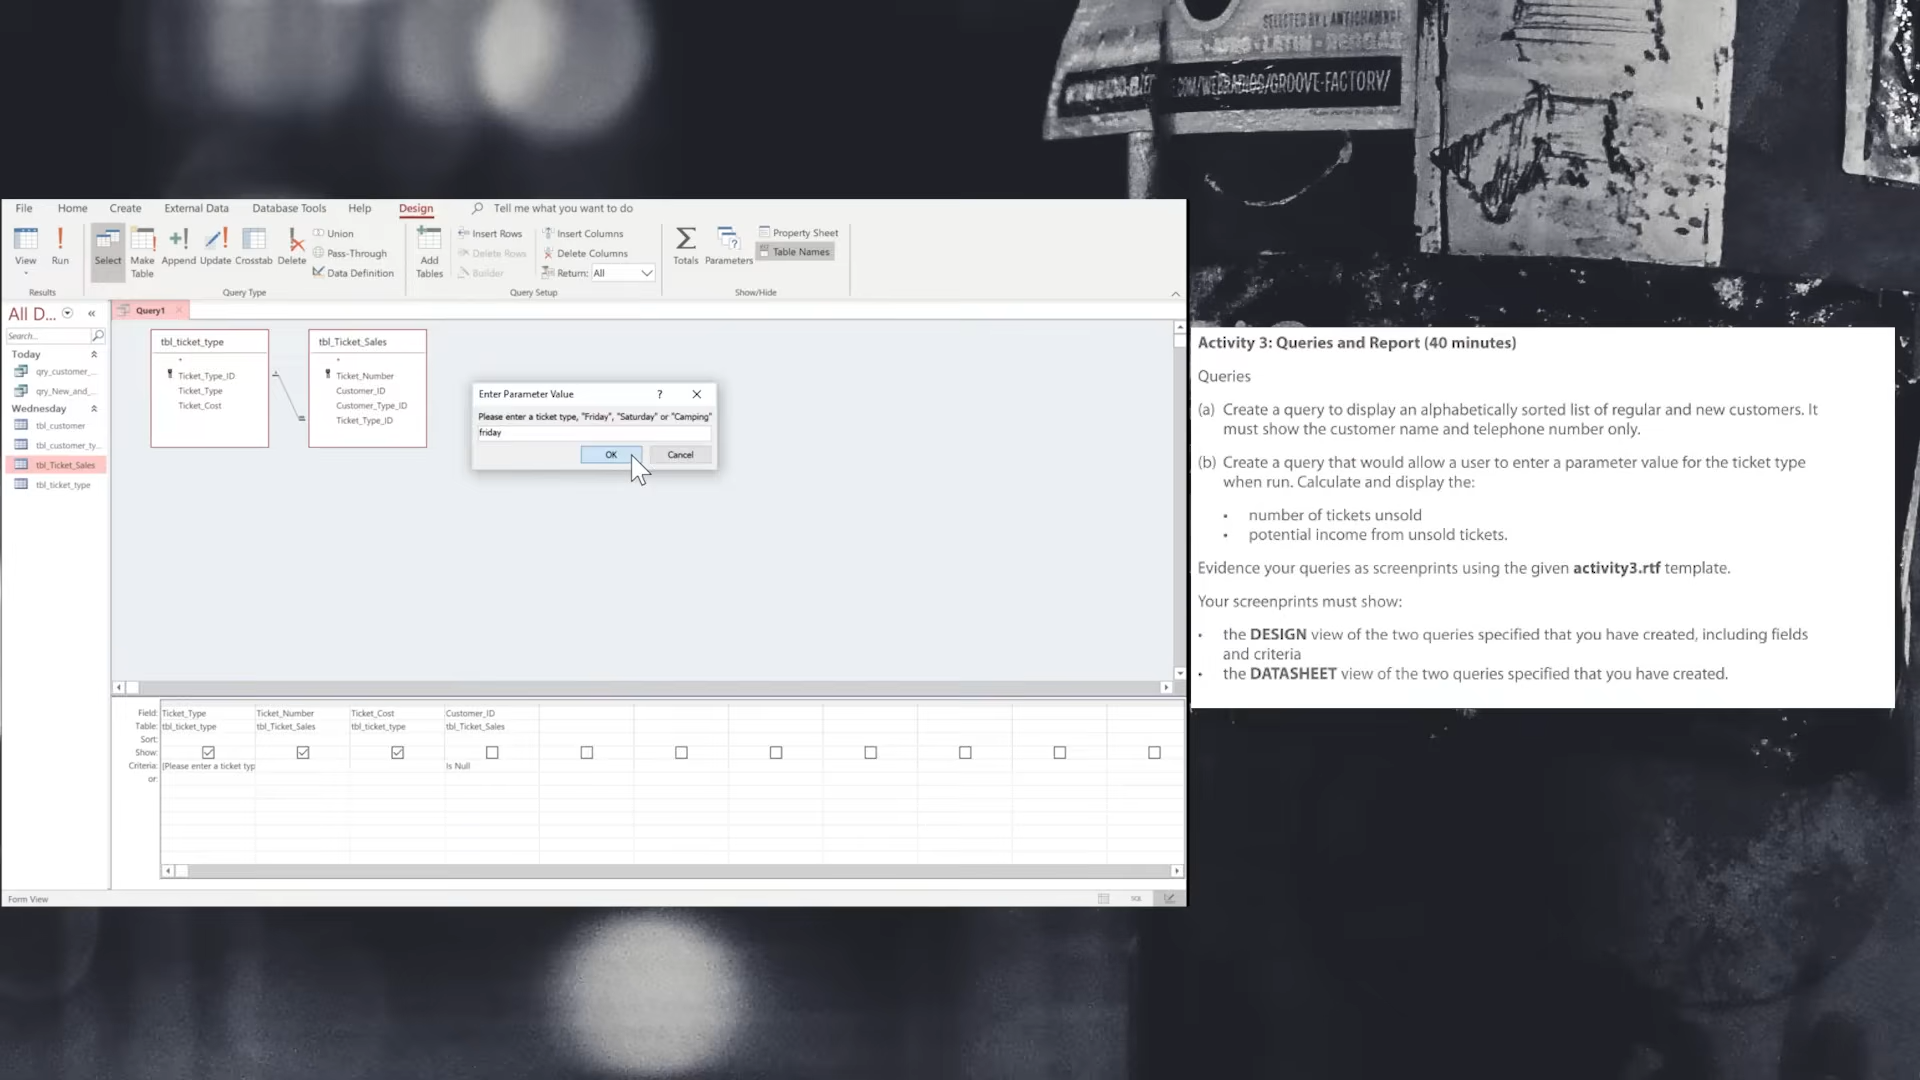 SELECTED BY L'ANTICHAMBRE
AFRO-LATIN-REGGAE
.COM/WEBRADIOS/GROOVE-FACTORY/
File Home Create External Data Database Tools Help Design Tell me what you want to do
View Run Select Make Table Append Update Crosstab Delete
Union
Pass-Through
Data Definition
Add Tables
Insert Rows
Delete Rows
Builder
Insert Columns
Delete Columns
Return: All
Totals Parameters
Property Sheet
Table Names
Results Query Type Query Setup Show/Hide
All D...
Search...
Today
qry_customer_...
qry_New_and_...
Wednesday
tbl_customer
tbl_customer_ty...
tbl_Ticket_Sales
tbl_ticket_type
Query1
tbl_ticket_type
*
Ticket_Type_ID
Ticket_Type
Ticket_Cost
tbl_Ticket_Sales
*
Ticket_Number
Customer_ID
Customer_Type_ID
Ticket_Type_ID
Enter Parameter Value ?
Please enter a ticket type, "Friday", "Saturday" or "Camping"
friday
OK Cancel
Field: Ticket_Type Ticket_Number Ticket_Cost Customer_ID
Table: tbl_ticket_type tbl_Ticket_Sales tbl_ticket_type tbl_Ticket_Sales
Sort:
Show:
Criteria: [Please enter a ticket typ Is Null
or:
Form View SQL
Activity 3: Queries and Report (40 minutes)
Queries
(a) Create a query to display an alphabetically sorted list of regular and new customers. It
must show the customer name and telephone number only.
(b) Create a query that would allow a user to enter a parameter value for the ticket type
when run. Calculate and display the:
• number of tickets unsold
• potential income from unsold tickets.
Evidence your queries as screenprints using the given activity3.rtf template.
Your screenprints must show:
• the DESIGN view of the two queries specified that you have created, including fields
and criteria
• the DATASHEET view of the two queries specified that you have created.